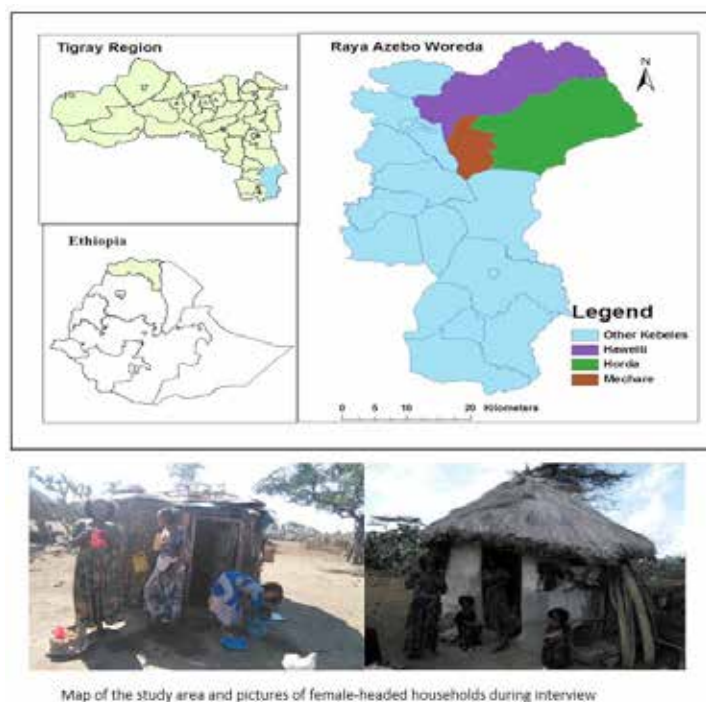 Tigray Region
Ethiopia
Raya Azebo Woreda
N
Legend
Other Kebeles
Hawelti
Horda
Mechare
0 5 10 20 Kilometers
Map of the study area and pictures of female-headed households during interview